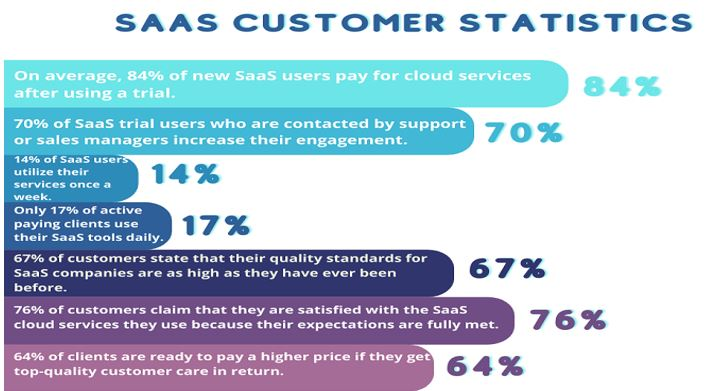 SAAS CUSTOMER STATISTICS
On average, 84% of new SaaS users pay for cloud services
after using a trial.
84%
70% of SaaS trial users who are contacted by support
or sales managers increase their engagement.
70%
14% of SaaS users
utilize their
services once a
week.
14%
Only 17% of active
paying clients use
their SaaS tools daily.
17%
67% of customers state that their quality standards for
SaaS companies are as high as they have ever been
before.
67%
76% of customers claim that they are satisfied with the SaaS
cloud services they use because their expectations are fully met.
76%
64% of clients are ready to pay a higher price if they get
top-quality customer care in return.
64%